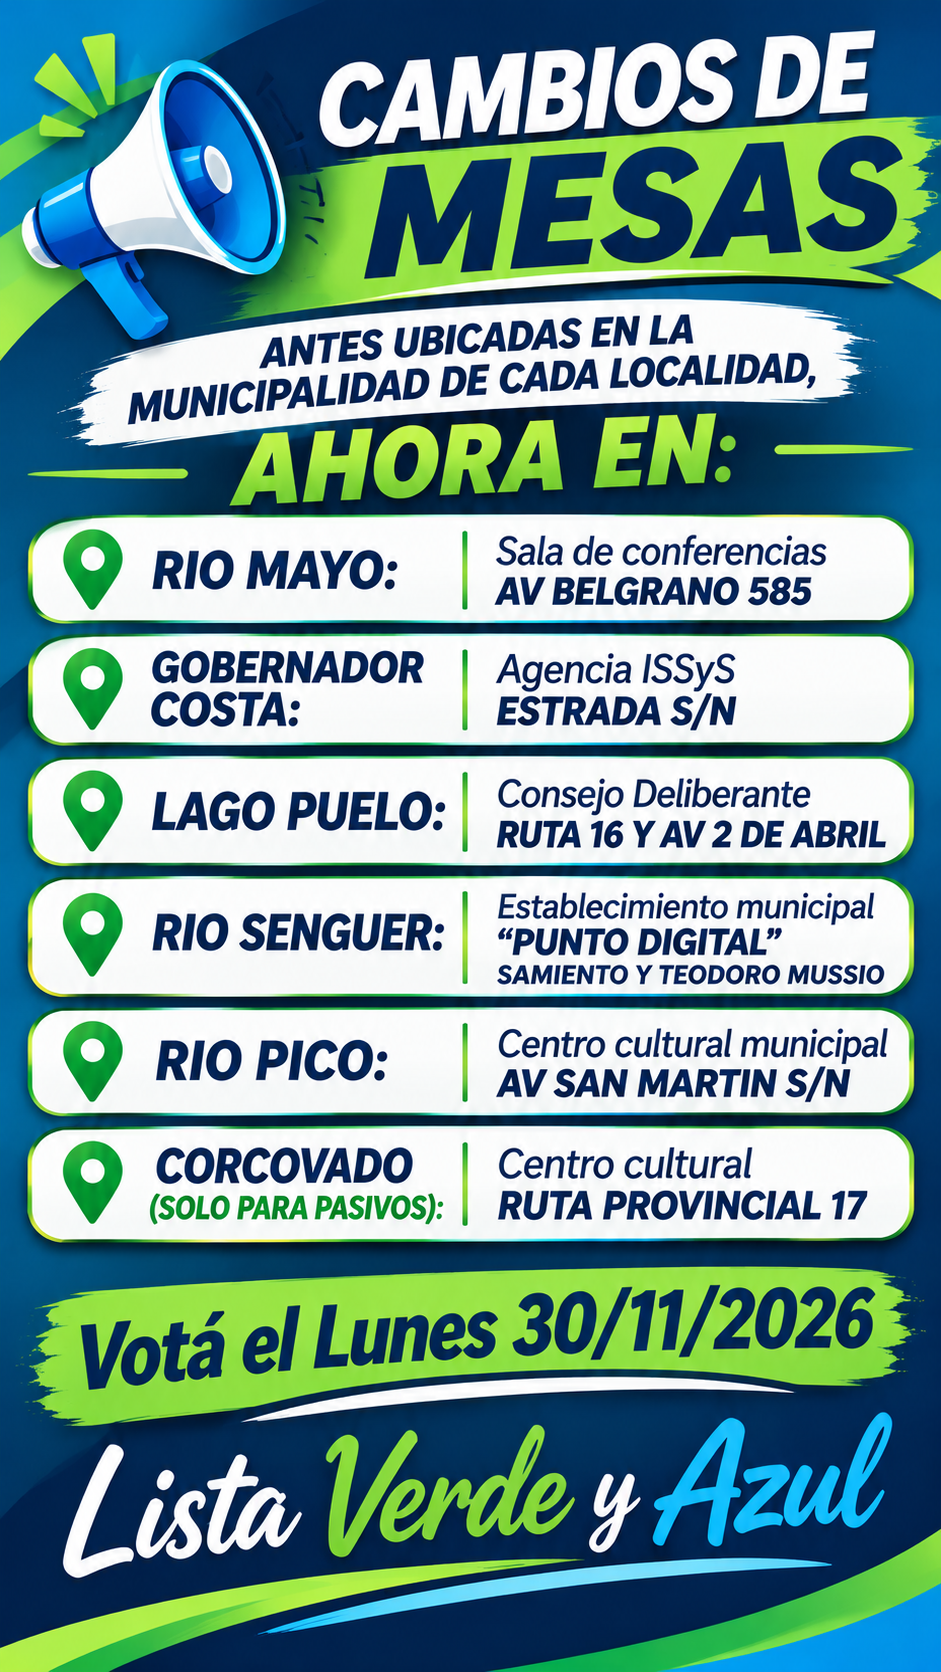 CAMBIOS DE
MESAS
ANTES UBICADAS EN LA
MUNICIPALIDAD DE CADA LOCALIDAD,
AHORA EN:
RIO MAYO:
Sala de conferencias
AV BELGRANO 585
GOBERNADOR
COSTA:
Agencia ISSyS
ESTRADA S/N
LAGO PUELO:
Consejo Deliberante
RUTA 16 Y AV 2 DE ABRIL
RIO SENGUER:
Establecimiento municipal
“PUNTO DIGITAL”
SAMIENTO Y TEODORO MUSSIO
RIO PICO:
Centro cultural municipal
AV SAN MARTIN S/N
CORCOVADO
(SOLO PARA PASIVOS):
Centro cultural
RUTA PROVINCIAL 17
Votá el Lunes 30/11/2026
Lista Verde y Azul